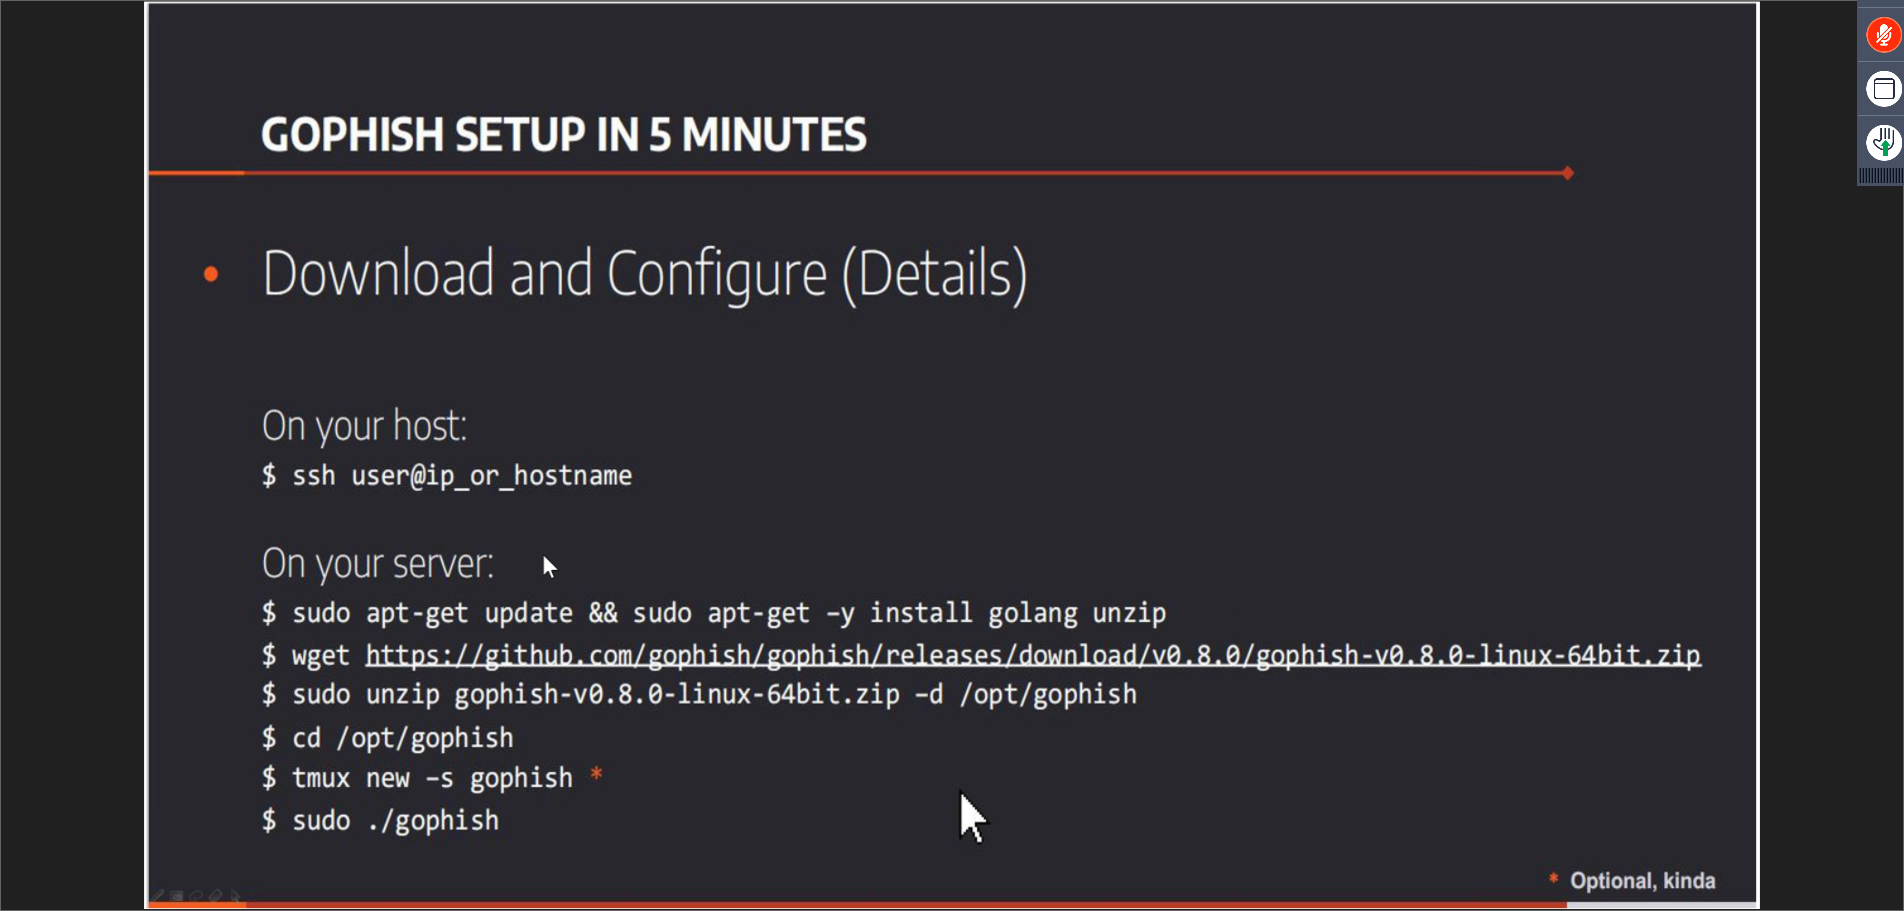 GOPHISH SETUP IN 5 MINUTES
• Download and Configure (Details)
On your host:
$ ssh user@ip_or_hostname
On your server:
$ sudo apt-get update && sudo apt-get –y install golang unzip
$ wget https://github.com/gophish/gophish/releases/download/v0.8.0/gophish-v0.8.0-linux-64bit.zip
$ sudo unzip gophish-v0.8.0-linux-64bit.zip –d /opt/gophish
$ cd /opt/gophish
$ tmux new –s gophish *
$ sudo ./gophish
* Optional, kinda